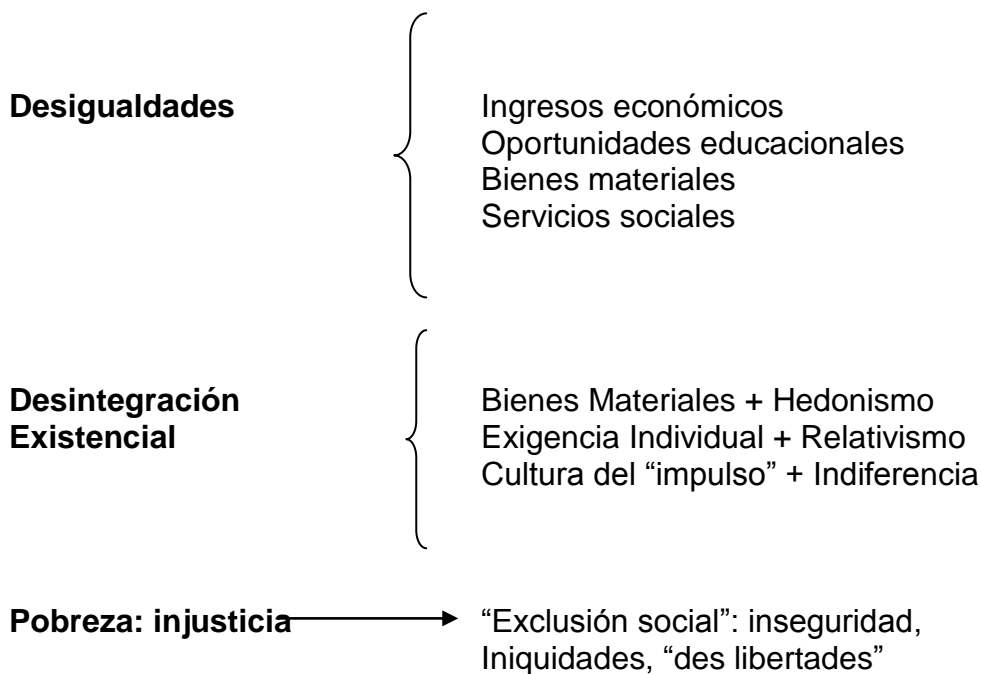 Desigualdades
Ingresos económicos
Oportunidades educacionales
Bienes materiales
Servicios sociales
Desintegración
Existencial
Bienes Materiales + Hedonismo
Exigencia Individual + Relativismo
Cultura del “impulso” + Indiferencia
Pobreza: injusticia
“Exclusión social”: inseguridad,
Iniquidades, “des libertades”